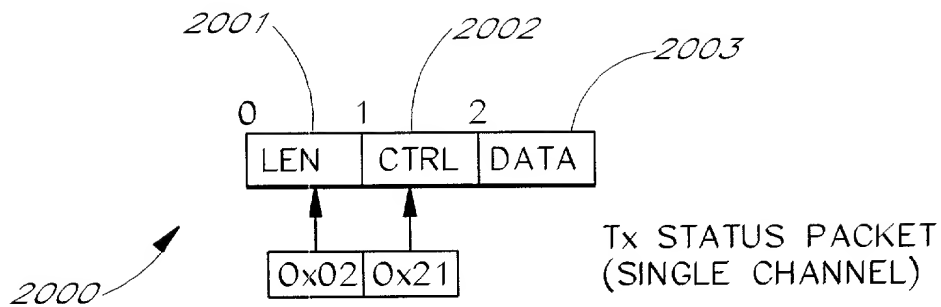 2001
2002
2003
0 1 2
LEN CTRL DATA
0x02 0x21
Tx STATUS PACKET
(SINGLE CHANNEL)
2000